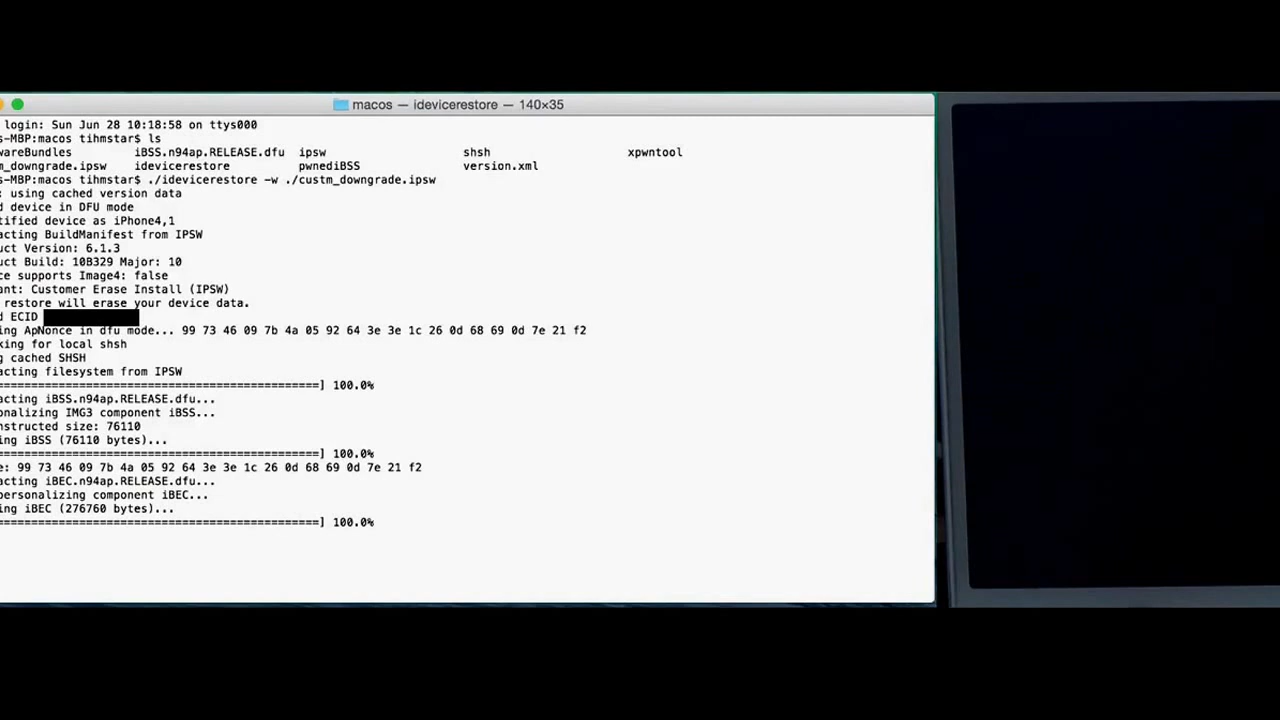 macos — idevicerestore — 140×35
login: Sun Jun 28 10:18:58 on ttys000
s-MBP:macos tihmstar$ ls
wareBundles iBSS.n94ap.RELEASE.dfu ipsw shsh xpwntool
m_downgrade.ipsw idevicerestore pwnediBSS version.xml
s-MBP:macos tihmstar$ ./idevicerestore -w ./custm_downgrade.ipsw
: using cached version data
d device in DFU mode
tified device as iPhone4,1
acting BuildManifest from IPSW
uct Version: 6.1.3
uct Build: 10B329 Major: 10
ce supports Image4: false
ant: Customer Erase Install (IPSW)
restore will erase your device data.
d ECID
ing ApNonce in dfu mode... 99 73 46 09 7b 4a 05 92 64 3e 3e 1c 26 0d 68 69 0d 7e 21 f2
king for local shsh
g cached SHSH
acting filesystem from IPSW
===============================================] 100.0%
acting iBSS.n94ap.RELEASE.dfu...
onalizing IMG3 component iBSS...
nstructed size: 76110
ing iBSS (76110 bytes)...
===============================================] 100.0%
e: 99 73 46 09 7b 4a 05 92 64 3e 3e 1c 26 0d 68 69 0d 7e 21 f2
acting iBEC.n94ap.RELEASE.dfu...
personalizing component iBEC...
ing iBEC (276760 bytes)...
===============================================] 100.0%